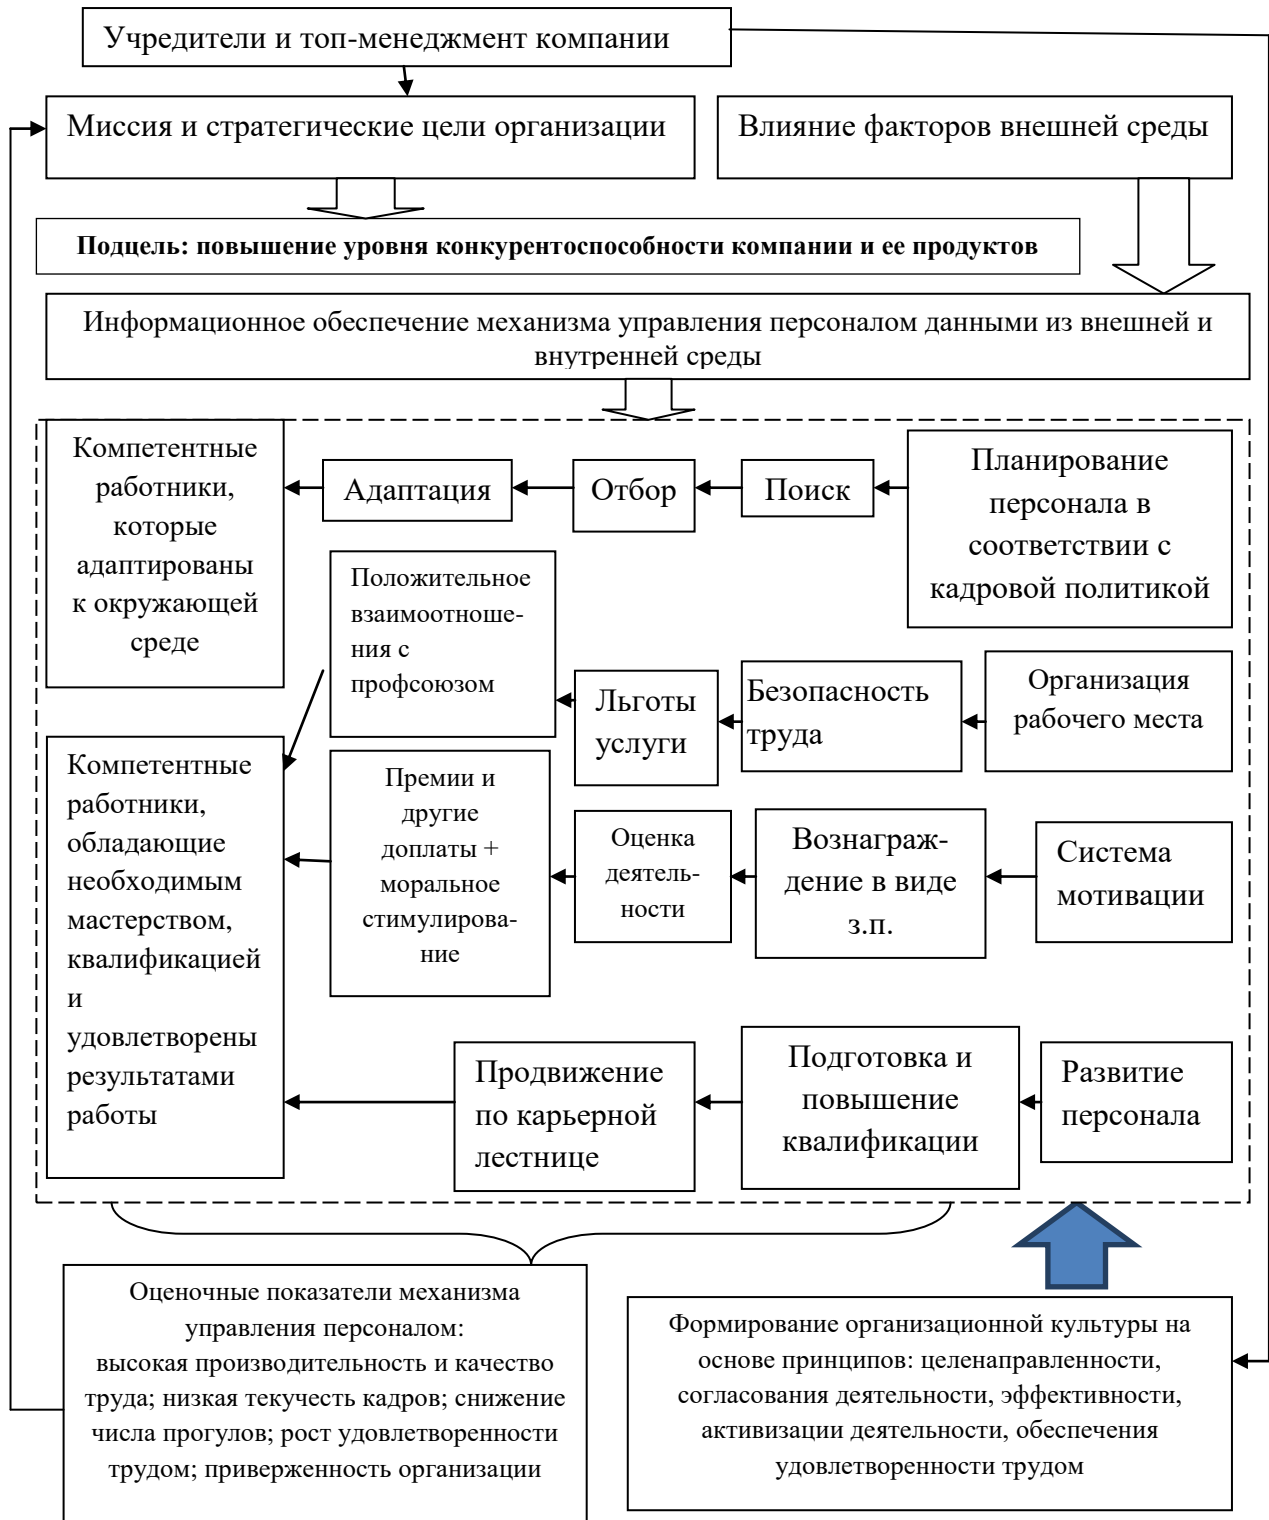 Учредители и топ-менеджмент компании
Миссия и стратегические цели организации
Влияние факторов внешней среды
Подцель: повышение уровня конкурентоспособности компании и ее продуктов
Информационное обеспечение механизма управления персоналом данными из внешней и
внутренней среды
Компетентные
работники,
которые
адаптированы
к окружающей
среде
Адаптация
Отбор
Поиск
Планирование
персонала в
соответствии с
кадровой политикой
Положительное
взаимоотноше-
ния с
профсоюзом
Льготы
услуги
Безопасность
труда
Организация
рабочего места
Компетентные
работники,
обладающие
необходимым
мастерством,
квалификацией
и
удовлетворены
результатами
работы
Премии и
другие
доплаты +
моральное
стимулирова-
ние
Оценка
деятель-
ности
Вознаграж-
дение в виде
з.п.
Система
мотивации
Продвижение
по карьерной
лестнице
Подготовка и
повышение
квалификации
Развитие
персонала
Оценочные показатели механизма
управления персоналом:
высокая производительность и качество
труда; низкая текучесть кадров; снижение
числа прогулов; рост удовлетворенности
трудом; приверженность организации
Формирование организационной культуры на
основе принципов: целенаправленности,
согласования деятельности, эффективности,
активизации деятельности, обеспечения
удовлетворенности трудом